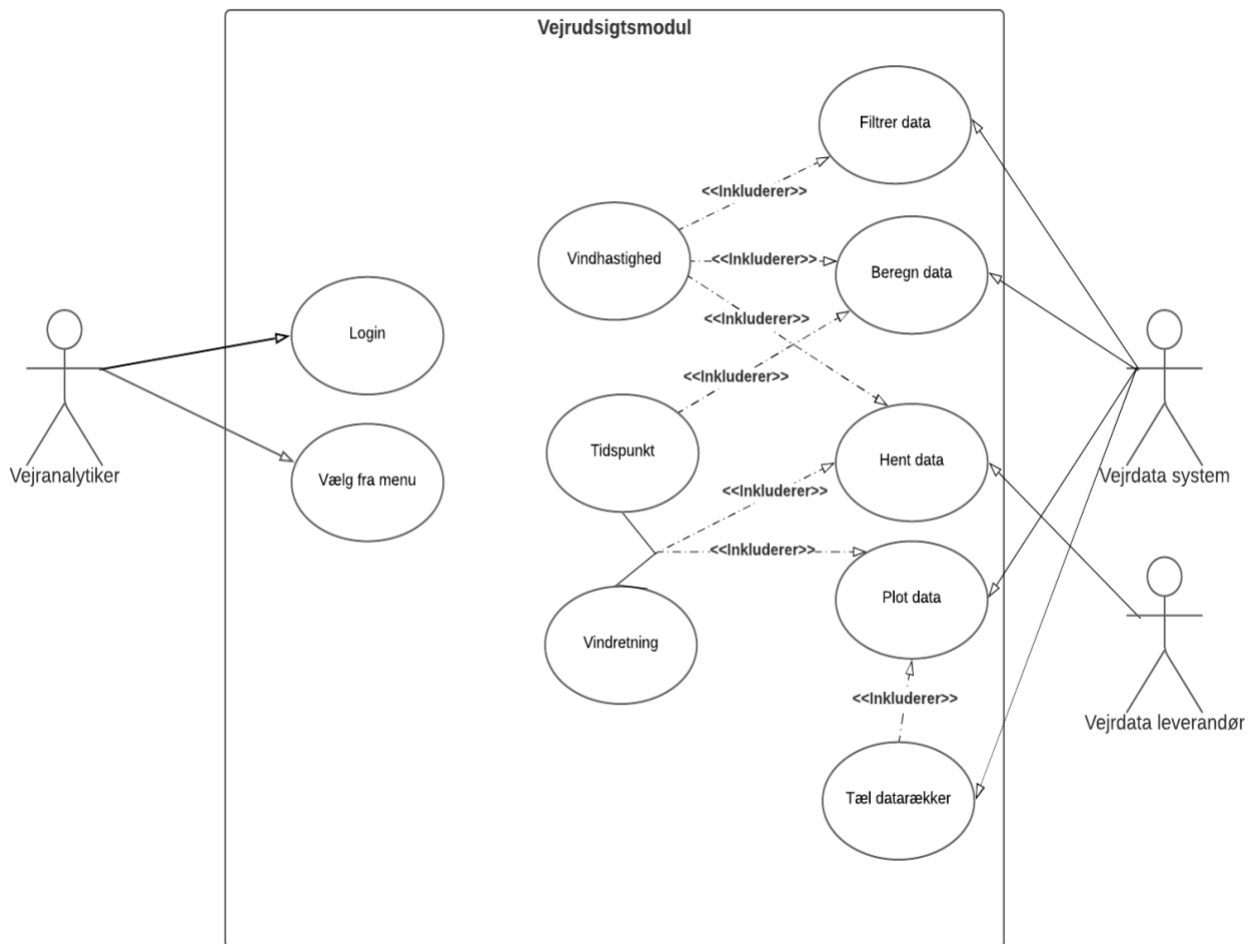 Vejrudsigtsmodul
Filtrer data
<<Inkluderer>>
Vindhastighed
<<Inkluderer>>
Beregn data
<<Inkluderer>>
Login
<<Inkluderer>>
Tidspunkt
Hent data
Vælg fra menu
Vejranalytiker
Vejrdata system
<<Inkluderer>>
<<Inkluderer>>
Plot data
Vindretning
<<Inkluderer>>
Vejrdata leverandør
Tæl datarækker